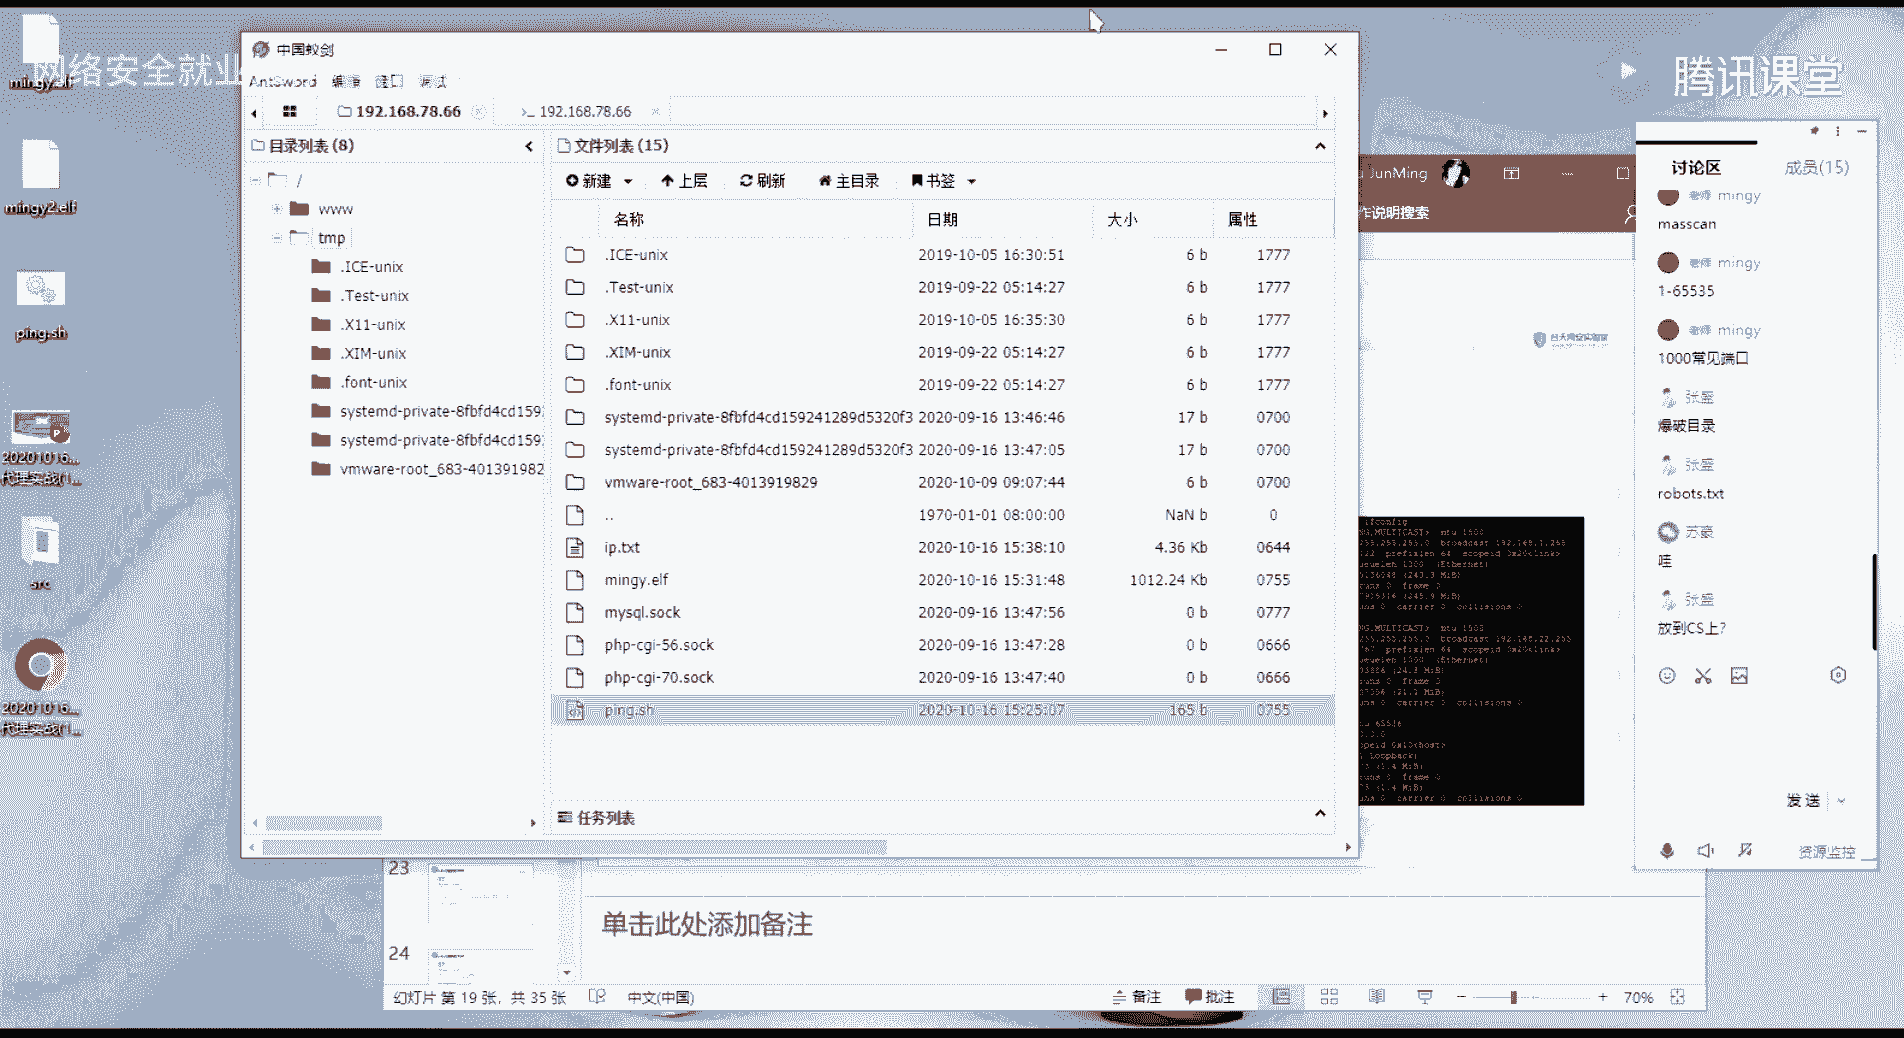 网络安全就业
腾讯课堂
mingy.elf
mingy2.elf
ping.sh
20201016...
代理实战(1...
src
20201016...
代理实战(1...
中国蚁剑
AntSword 编辑 窗口 调试
192.168.78.66
>_ 192.168.78.66
目录列表 (8)
/
www
tmp
.ICE-unix
.Test-unix
.X11-unix
.XIM-unix
.font-unix
systemd-private-8fbfd4cd159
systemd-private-8fbfd4cd159
vmware-root_683-401391982
文件列表 (15)
新建 上层 刷新 主目录 书签
名称 日期 大小 属性
.ICE-unix 2019-10-05 16:30:51 6 b 1777
.Test-unix 2019-09-22 05:14:27 6 b 1777
.X11-unix 2019-10-05 16:35:30 6 b 1777
.XIM-unix 2019-09-22 05:14:27 6 b 1777
.font-unix 2019-09-22 05:14:27 6 b 1777
systemd-private-8fbfd4cd159241289d5320f3 2020-09-16 13:46:46 17 b 0700
systemd-private-8fbfd4cd159241289d5320f3 2020-09-16 13:47:05 17 b 0700
vmware-root_683-4013919829 2020-10-09 09:07:44 6 b 0700
.. 1970-01-01 08:00:00 NaN b 0
ip.txt 2020-10-16 15:38:10 4.36 Kb 0644
mingy.elf 2020-10-16 15:31:48 1012.24 Kb 0755
mysql.sock 2020-09-16 13:47:56 0 b 0777
php-cgi-56.sock 2020-09-16 13:47:28 0 b 0666
php-cgi-70.sock 2020-09-16 13:47:40 0 b 0666
ping.sh 2020-10-16 15:25:07 165 b 0755
任务列表
JunMing
作说明搜索
讨论区 成员(15)
老师 mingy
masscan
老师 mingy
1-65535
老师 mingy
1000常见端口
张盛
爆破目录
张盛
robots.txt
苏豪
哇
张盛
放到CS上?
发送
资源监控
23
24
单击此处添加备注
幻灯片 第 19 张，共 35 张 中文(中国) 备注 批注 70%